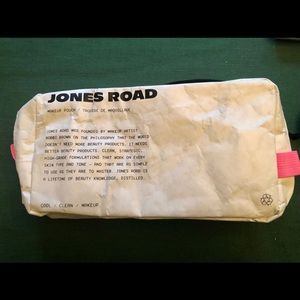 JONES ROAD
MAKEUP POUCH / TROUSSE DE MAQUILLAGE
JONES ROAD WAS FOUNDED BY MAKEUP ARTIST
BOBBI BROWN ON THE PHILOSOPHY THAT THE WORLD
DOESN'T NEED MORE BEAUTY PRODUCTS. IT NEEDS
BETTER BEAUTY PRODUCTS. CLEAN, STRATEGIC,
HIGH-GRADE FORMULATIONS THAT WORK ON EVERY
SKIN TYPE AND TONE - AND THAT ARE AS SIMPLE
TO USE AS THEY ARE TO MASTER. JONES ROAD IS
A LIFETIME OF BEAUTY KNOWLEDGE, DISTILLED.
COOL / CLEAN / MAKEUP